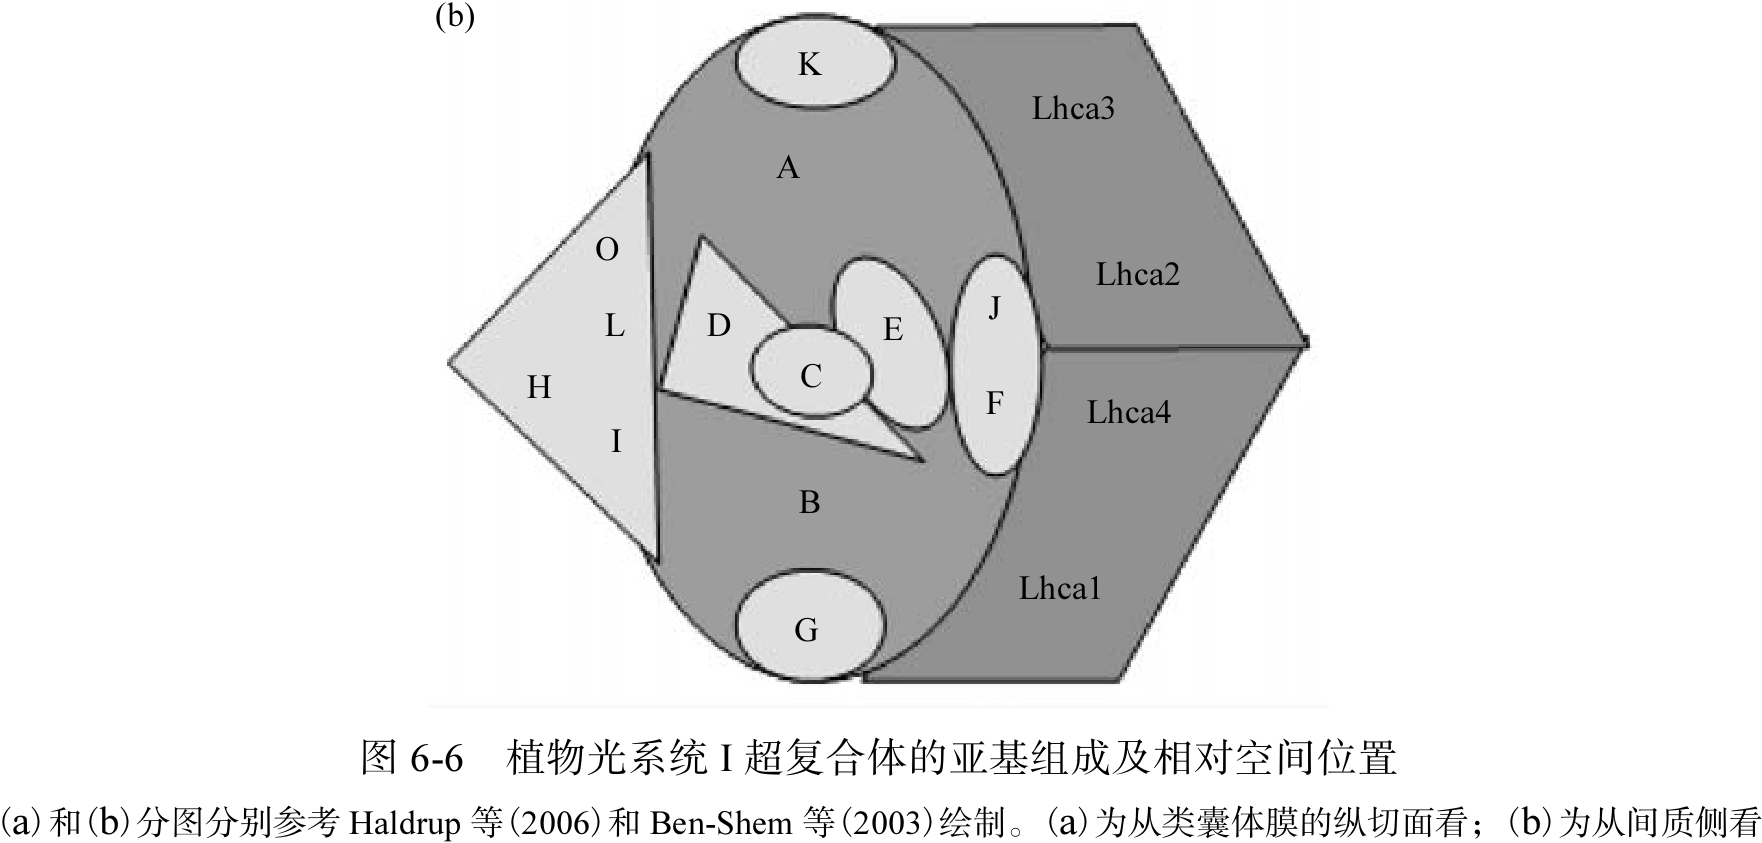 (b)
K
Lhca3
A
O
Lhca2
J
L
D
E
C
H
F
Lhca4
I
B
Lhca1
G
图 6-6 植物光系统 I 超复合体的亚基组成及相对空间位置
(a)和(b)分图分别参考 Haldrup 等(2006)和 Ben-Shem 等(2003)绘制。(a)为从类囊体膜的纵切面看；(b)为从间质侧看